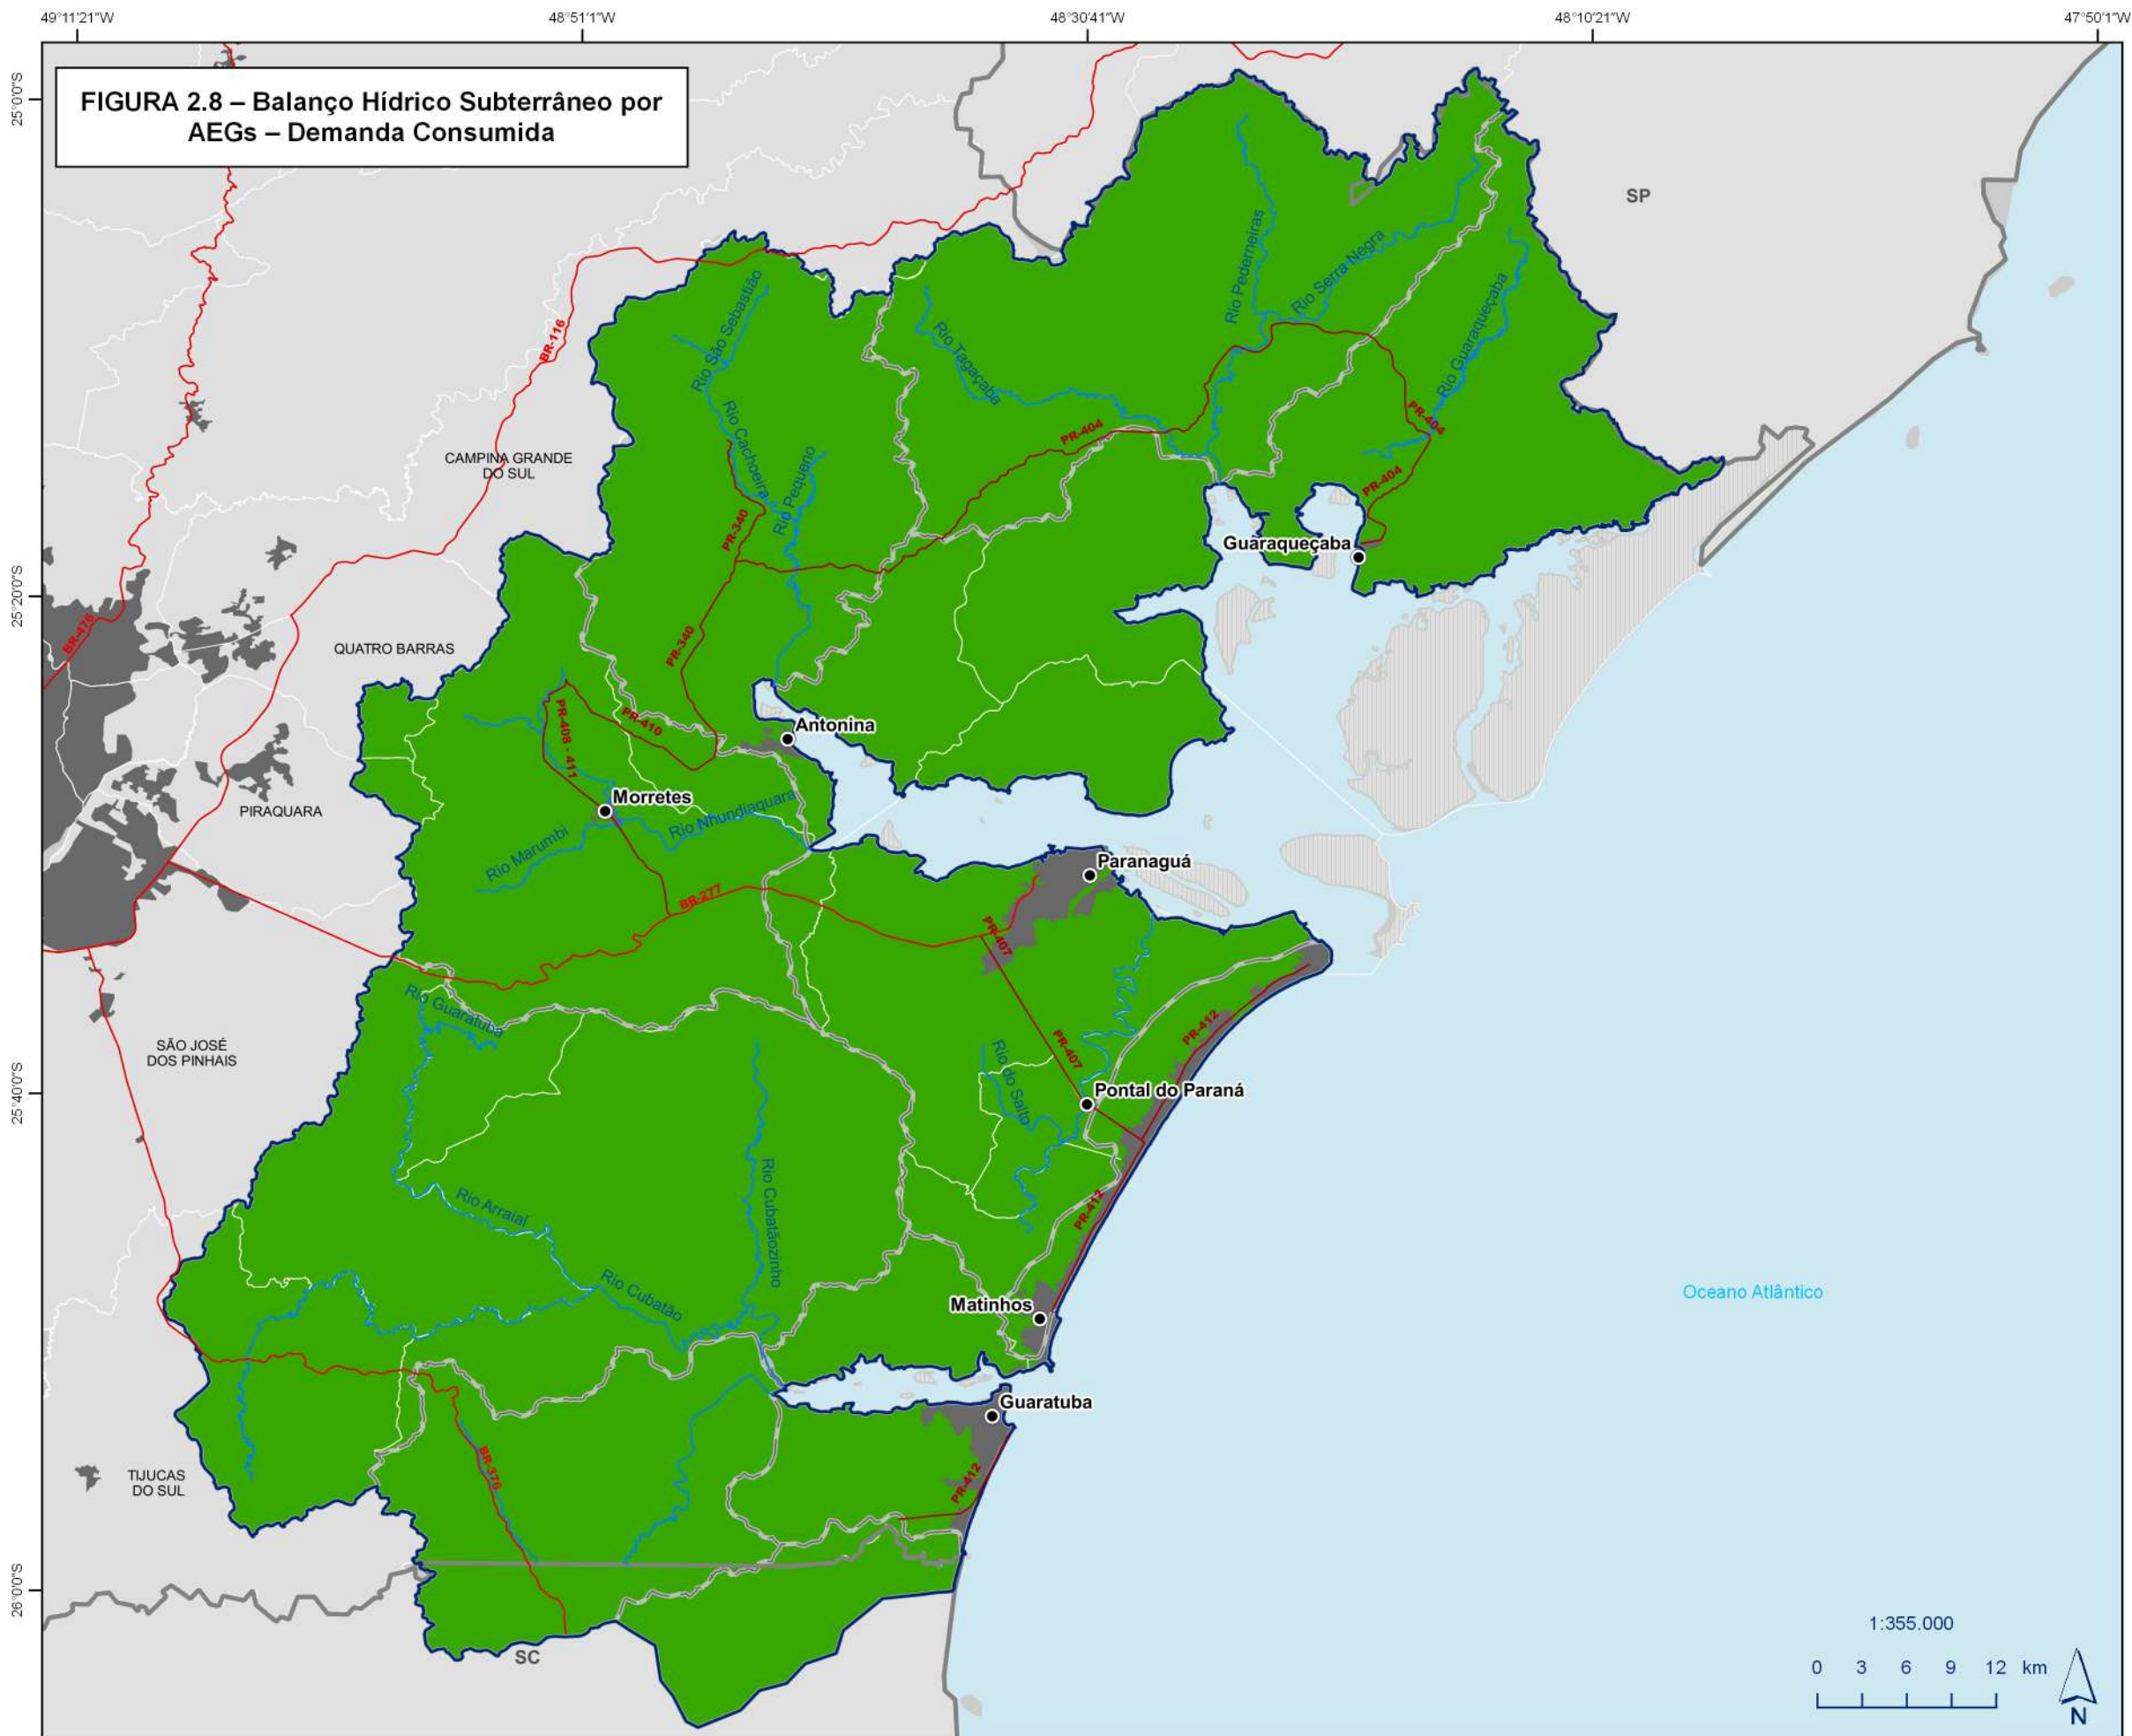 49°11'21"W
48°51'1"W
48°30'41"W
48°10'21"W
47°50'1"W
25°0'0"S
25°20'0"S
25°40'0"S
26°0'0"S
FIGURA 2.8 – Balanço Hídrico Subterrâneo por
AEGs – Demanda Consumida
SP
Rio Pederneiras
Rio Serra Negra
Rio Guaraqueçaba
Rio São Sebastião
Rio Tagaçaba
BR-116
Rio Cachoeira
Rio Pequeno
PR-404
PR-404
PR-404
CAMPINA GRANDE
DO SUL
PR-340
Guaraqueçaba
BR-476
QUATRO BARRAS
PR-340
PR-410
PR-408 - 411
Antonina
Morretes
PIRAQUARA
Rio Marumbi
Rio Nhundiaquara
Paranaguá
BR-277
PR-407
Rio Guaratuba
SÃO JOSÉ
DOS PINHAIS
PR-412
PR-407
Rio do Salto
Pontal do Paraná
Rio Arraial
Rio Cubatãozinho
PR-412
Rio Cubatão
Matinhos
Oceano Atlântico
Guaratuba
BR-376
PR-412
TIJUCAS
DO SUL
SC
1:355.000
0 3 6 9 12 km
N